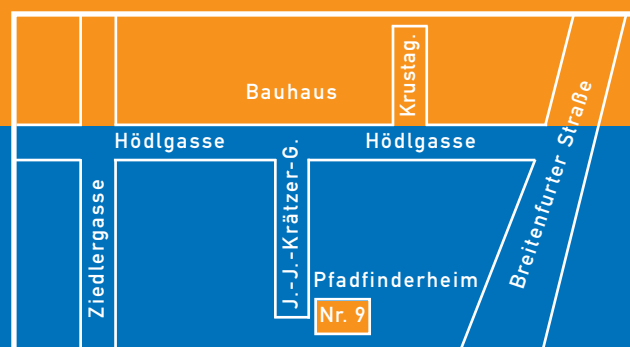 Bauhaus
Krustag.
Breitenfurter Straße
Hödlgasse
Hödlgasse
Ziedlergasse
J.-J.-Krätzer-G.
Pfadfinderheim
Nr. 9